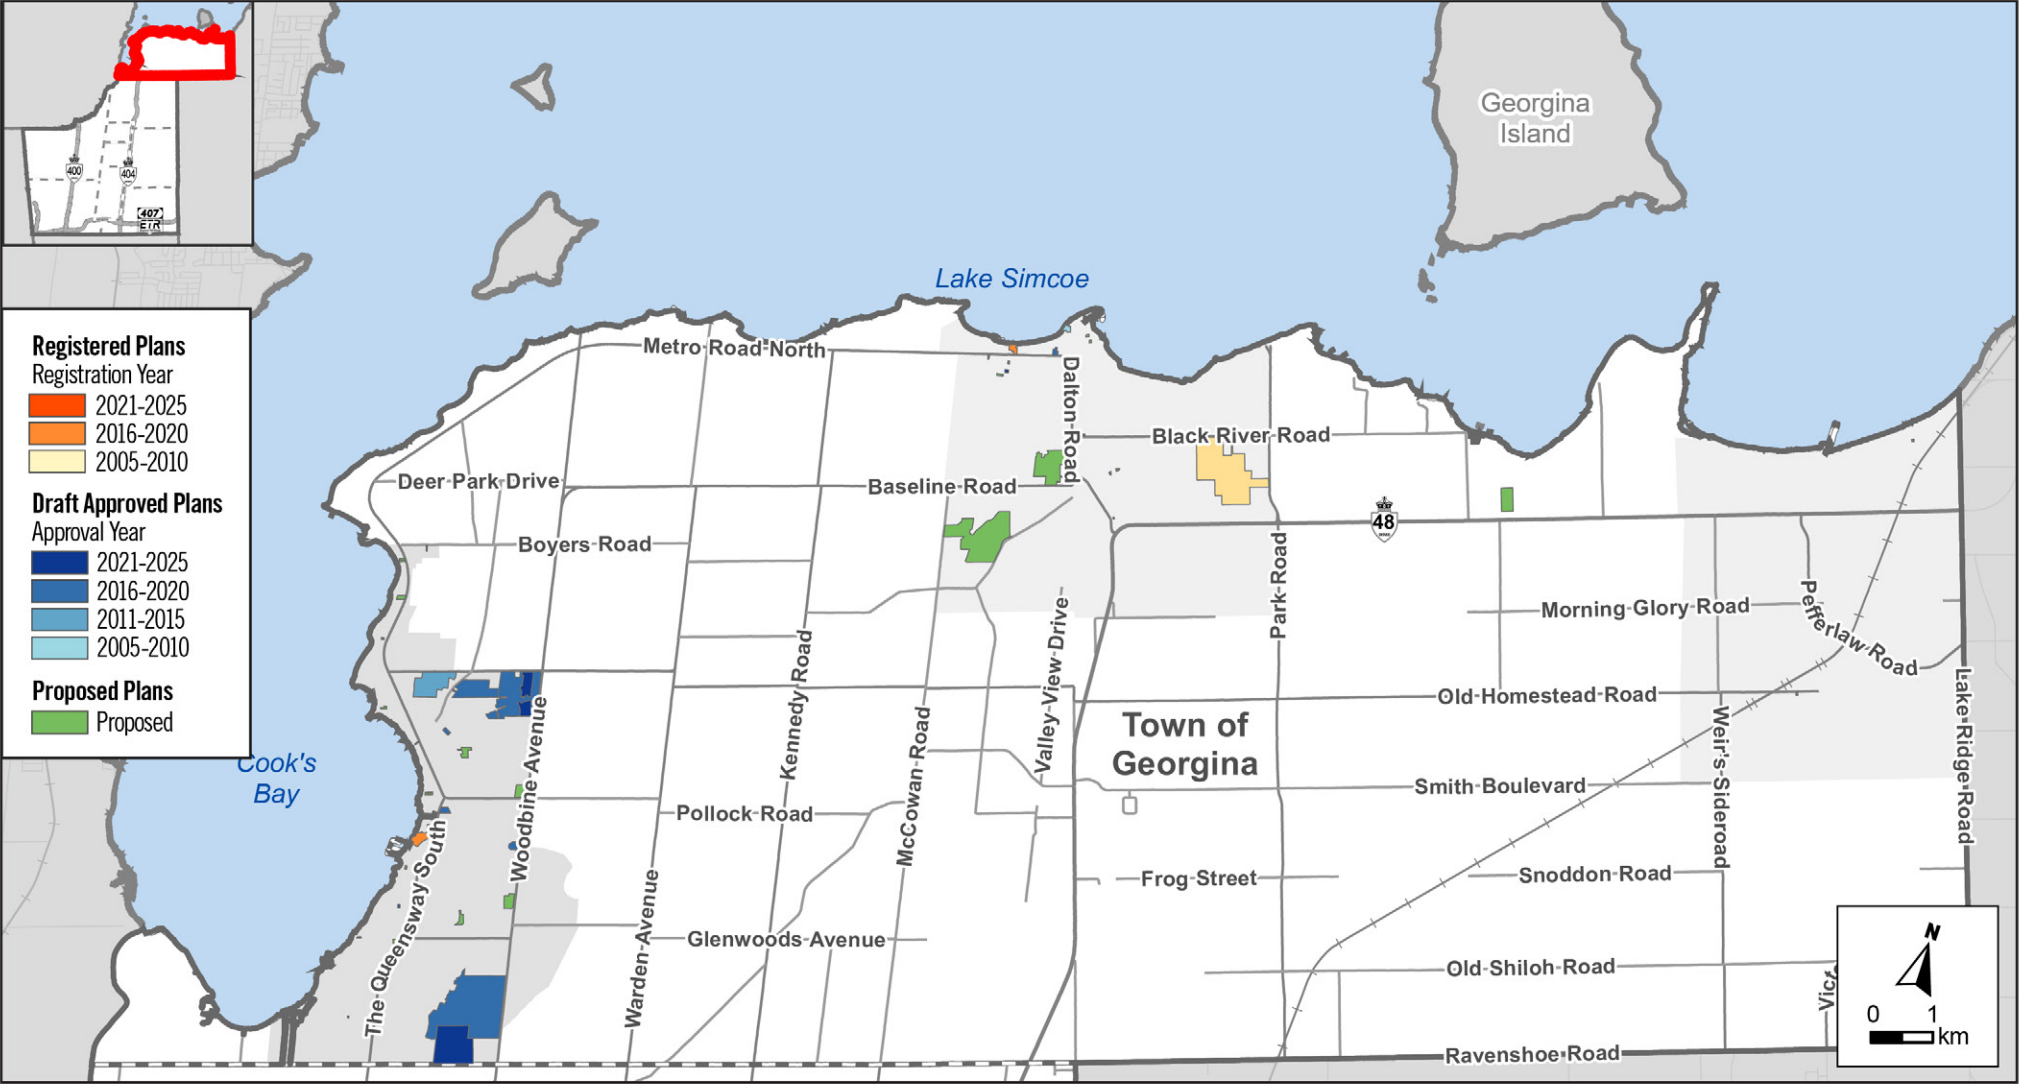 400
404
407
ETR
Georgina
Island
Lake Simcoe
Registered Plans
Registration Year
2021-2025
2016-2020
2005-2010
Draft Approved Plans
Approval Year
2021-2025
2016-2020
2011-2015
2005-2010
Proposed Plans
Proposed
Metro Road North
Dalton Road
Black River Road
Deer Park Drive
Baseline Road
48
Boyers Road
Park Road
Morning Glory Road
Pefferlaw Road
Valley View Drive
Kennedy Road
Old Homestead Road
Lake Ridge Road
Town of
Georgina
Weir's Sideroad
McCowan Road
Woodbine Avenue
Cook's
Bay
Smith Boulevard
Pollock Road
The Queensway South
Warden Avenue
Frog Street
Snoddon Road
Glenwoods Avenue
Old Shiloh Road
Ravenshoe Road
N
0 1
km